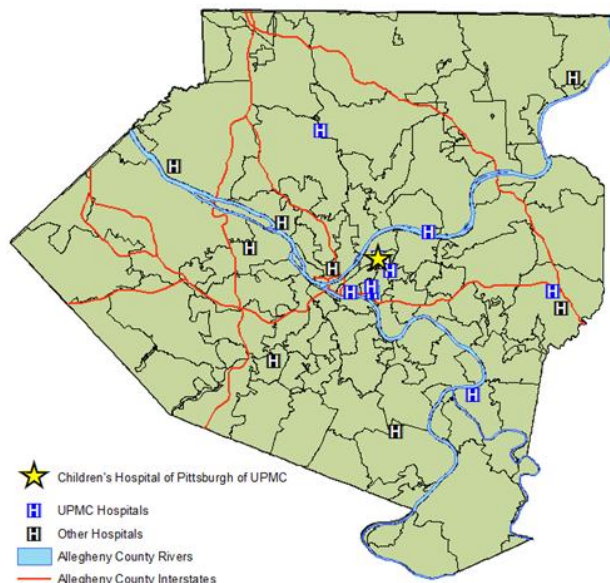 Children's Hospital of Pittsburgh of UPMC
H UPMC Hospitals
H Other Hospitals
Allegheny County Rivers
Allegheny County Interstates